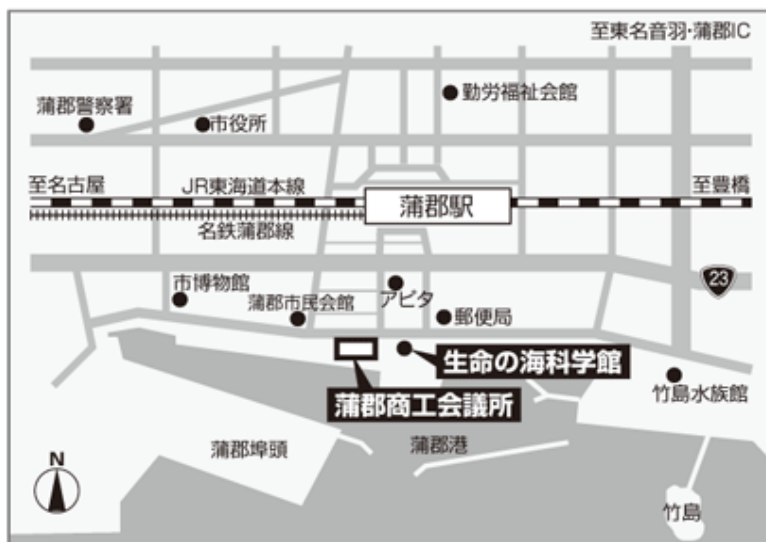 至東名音羽・蒲郡IC
勤労福祉会館
蒲郡警察署
市役所
至名古屋
JR東海道本線
蒲郡駅
至豊橋
名鉄蒲郡線
23
市博物館
アピタ
蒲郡市民会館
郵便局
生命の海科学館
竹島水族館
蒲郡商工会議所
蒲郡埠頭
蒲郡港
N
竹島